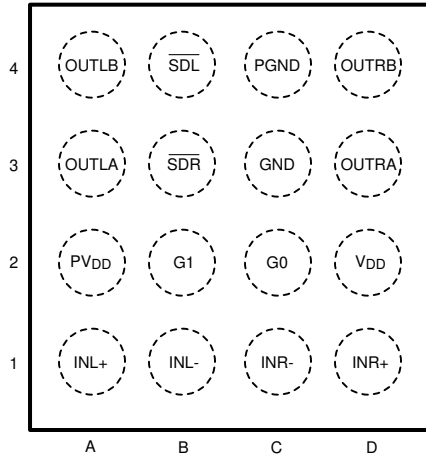 4 OUTLB SDL PGND OUTRB
3 OUTLA SDR GND OUTRA
2 PVDD G1 G0 VDD
1 INL+ INL- INR- INR+
A B C D